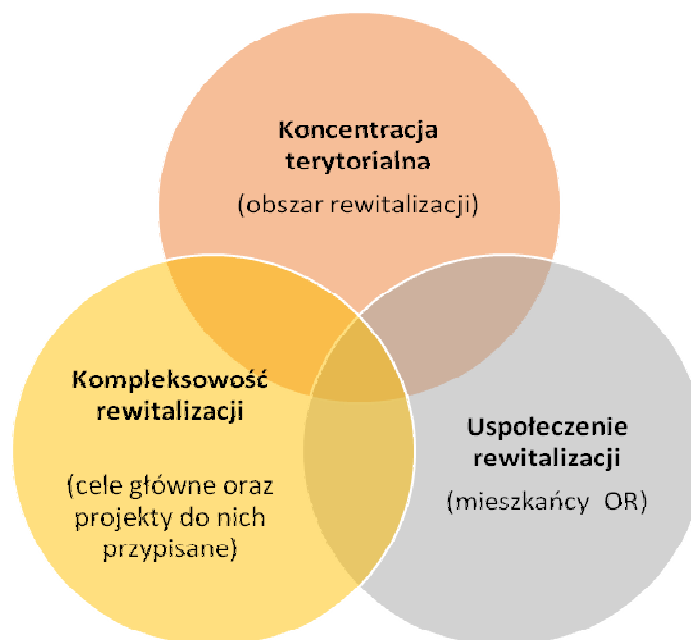 Koncentracja
terytorialna
(obszar rewitalizacji)
Kompleksowość
rewitalizacji
(cele główne oraz
projekty do nich
przypisane)
Uspołeczenie
rewitalizacji
(mieszkańcy OR)